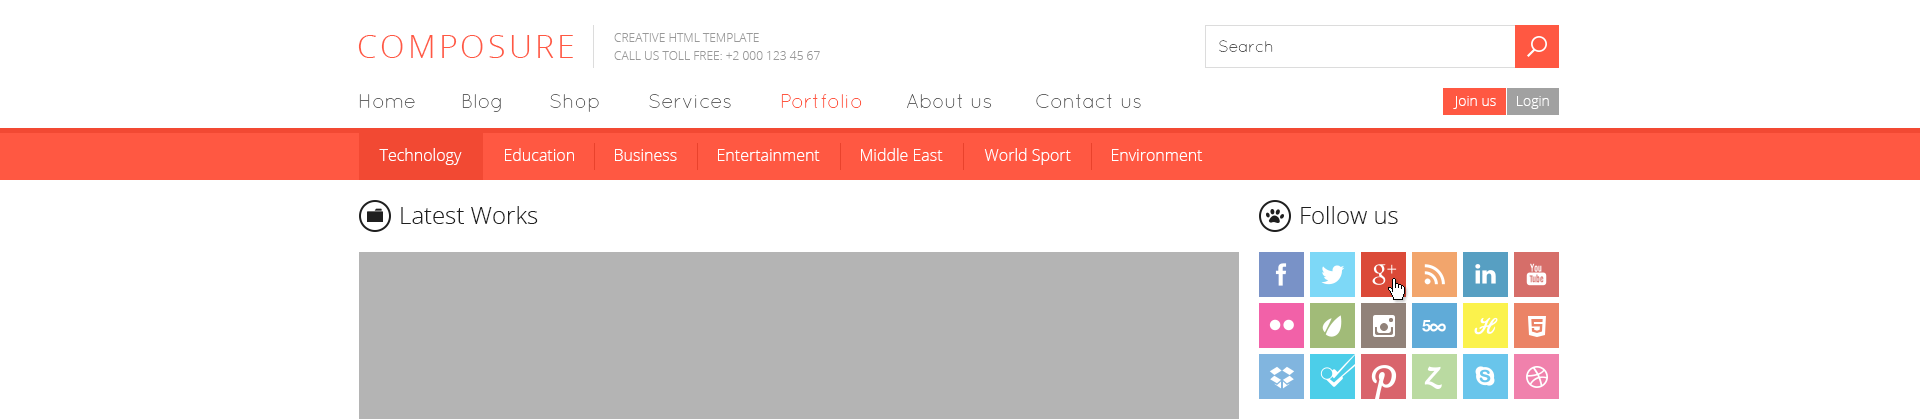 COMPOSURE
CREATIVE HTML TEMPLATE
CALL US TOLL FREE: +2 000 123 45 67
Search
Home Blog Shop Services Portfolio About us Contact us
Join us Login
Technology Education Business Entertainment Middle East World Sport Environment
Latest Works
Follow us
f g+ in You Tube
500 H 5
Z S